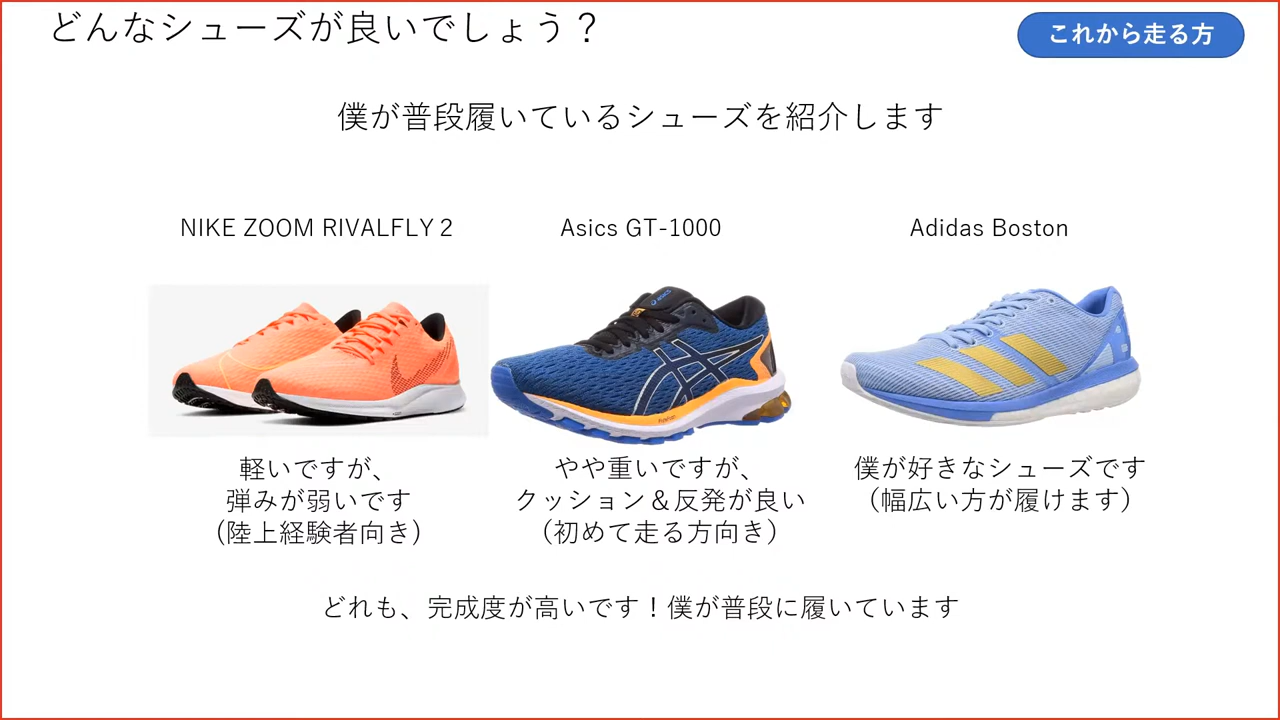 どんなシューズが良いでしょう？
これから走る方
僕が普段履いているシューズを紹介します
NIKE ZOOM RIVALFLY 2
Asics GT-1000
Adidas Boston
asics
軽いですが、
弾みが弱いです
（陸上経験者向き）
やや重いですが、
クッション＆反発が良い
（初めて走る方向き）
僕が好きなシューズです
（幅広い方が履けます）
どれも、完成度が高いです！僕が普段に履いています